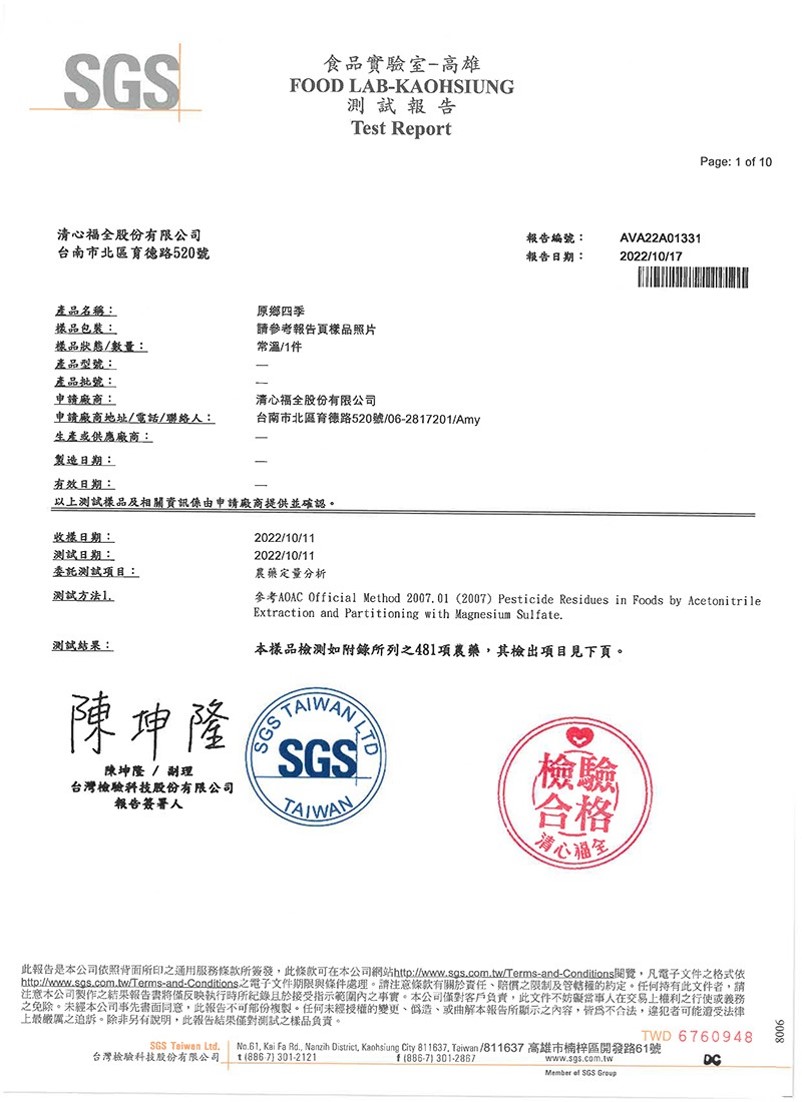 SGS
食品實驗室-高雄
FOOD LAB-KAOHSIUNG
測試報告
Test Report
Page: 1 of 10
清心福全股份有限公司
台南市北區育德路520號
報告編號： AVA22A01331
報告日期： 2022/10/17
產品名稱： 原鄉四季
樣品包裝： 請參考報告頁樣品照片
樣品狀態/數量： 常溫/1件
產品型號： —
產品批號： —
申請廠商： 清心福全股份有限公司
申請廠商地址/電話/聯絡人： 台南市北區育德路520號/06-2817201/Amy
生產或供應廠商： —
製造日期： —
有效日期： —
以上測試樣品及相關資訊係由申請廠商提供並確認。
收樣日期： 2022/10/11
測試日期： 2022/10/11
委託測試項目： 農藥定量分析
測試方法1. 參考AOAC Official Method 2007.01 (2007) Pesticide Residues in Foods by Acetonitrile
Extraction and Partitioning with Magnesium Sulfate.
測試結果： 本樣品檢測如附錄所列之481項農藥，其檢出項目見下頁。
陳坤隆
陳坤隆 / 副理
台灣檢驗科技股份有限公司
報告簽署人
SGS TAIWAN LTD
SGS
TAIWAN
檢驗
合格
清心福全
此報告是本公司依照背面所印之通用服務條款所簽發，此條款可在本公司網站http://www.sgs.com.tw/Terms-and-Conditions閱覽，凡電子文件之格式依
http://www.sgs.com.tw/Terms-and-Conditions之電子文件期限與條件處理。請注意條款有關於責任、賠償之限制及管轄權的約定。任何持有此文件者，請
注意本公司製作之結果報告書將僅反映執行時所紀錄且於接受指示範圍內之事實。本公司僅對客戶負責，此文件不妨礙當事人在交易上權利之行使或義務
之免除。未經本公司事先書面同意，此報告不可部份複製。任何未經授權的變更、偽造、或曲解本報告所顯示之內容，皆為不合法，違犯者可能遭受法律
上最嚴厲之追訴。除非另有說明，此報告結果僅對測試之樣品負責。
TWD 6760948
9008
SGS Taiwan Ltd. No.61, Kai Fa Rd., Nanzih District, Kaohsiung City 811637, Taiwan /811637 高雄市楠梓區開發路61號
台灣檢驗科技股份有限公司 t (886-7) 301-2121 f (886-7) 301-2867 www.sgs.com.tw
Member of SGS Group